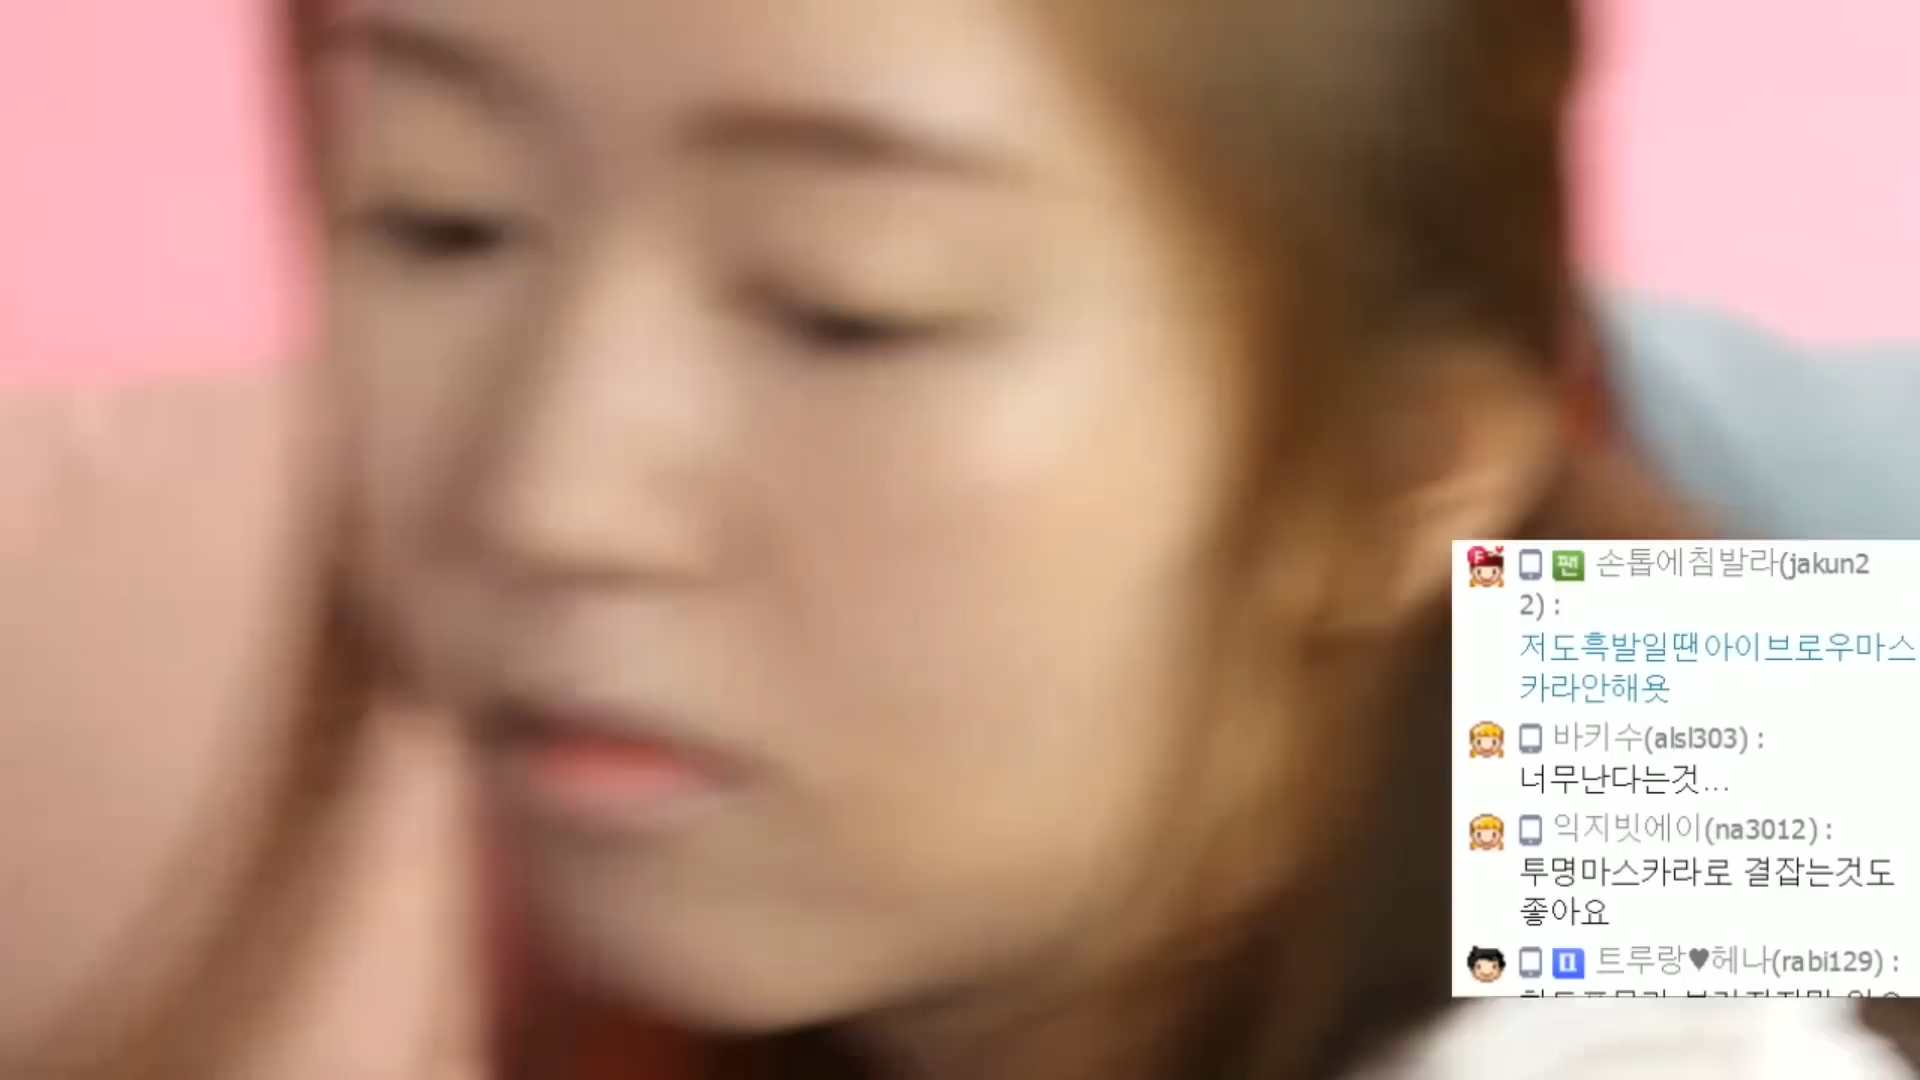 팬 손톱에침발라(jakun2
2) :
저도흑발일땐아이브로우마스
카라안해욧
바키수(alsl303) :
너무난다는것...
익지빗에이(na3012) :
투명마스카라로 결잡는것도
좋아요
트루랑♥헤나(rabi129) :